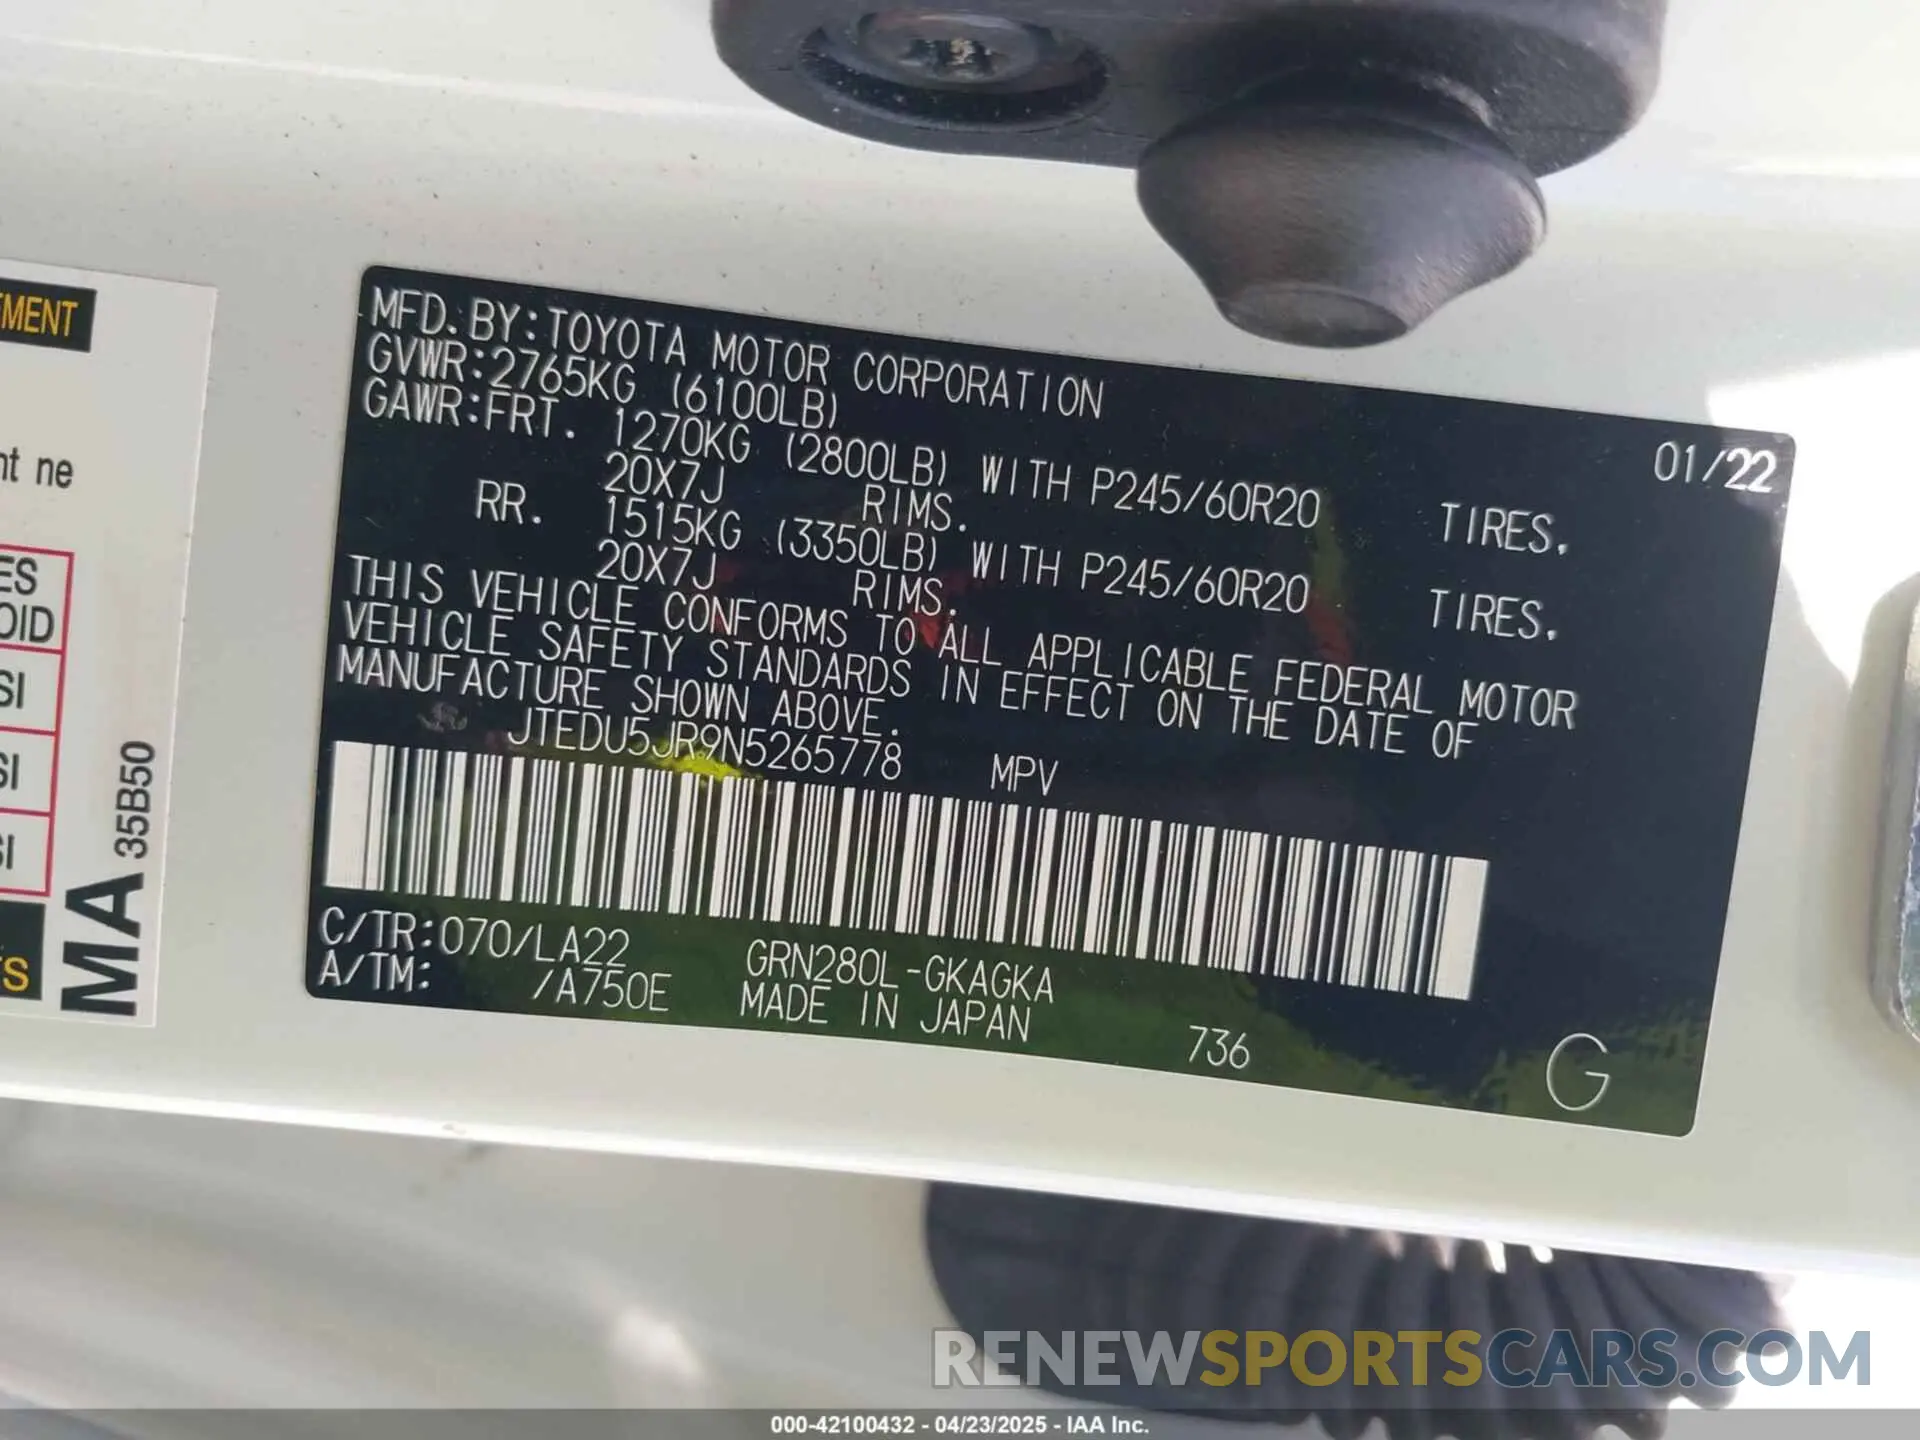 EMENT
nt ne
ES
OID
SI
SI
SI
TS
MA 35B50
MFD. BY:TOYOTA MOTOR CORPORATION 01/22
GVWR:2765KG (6100LB)
GAWR:FRT. 1270KG (2800LB) WITH P245/60R20 TIRES.
20X7J RIMS.
RR. 1515KG (3350LB) WITH P245/60R20 TIRES.
20X7J RIMS.
THIS VEHICLE CONFORMS TO ALL APPLICABLE FEDERAL MOTOR
VEHICLE SAFETY STANDARDS IN EFFECT ON THE DATE OF
MANUFACTURE SHOWN ABOVE.
JTEDU5JR9N5265778 MPV
C/TR:070/LA22 GRN280L-GKAGKA
A/TM: /A750E MADE IN JAPAN 736 G
RENEWSPORTSCARS.COM
000-42100432 - 04/23/2025 - IAA Inc.